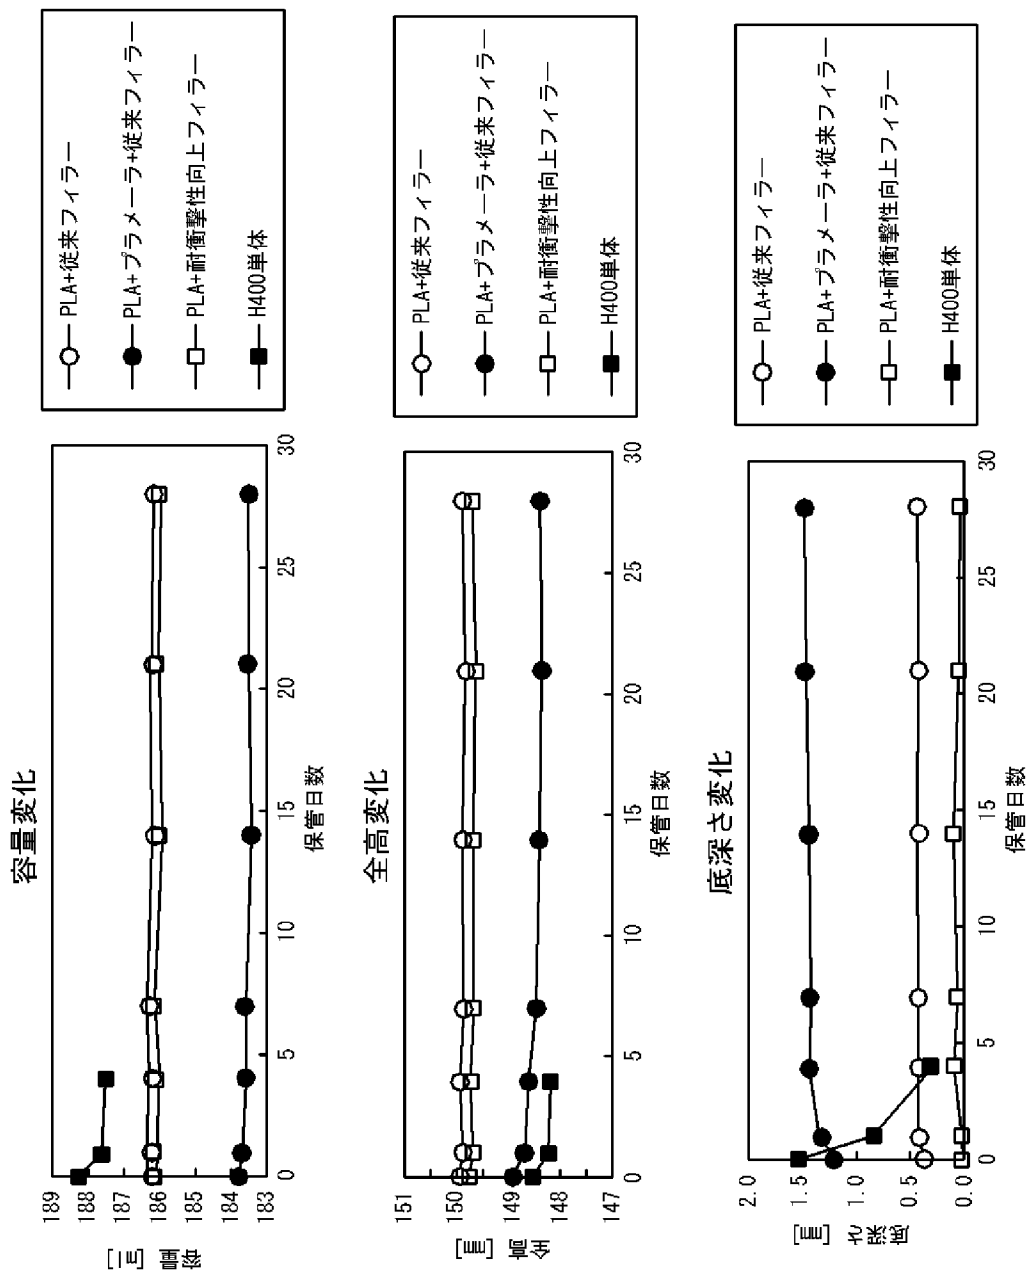 容量変化
容量 [ml]
189
188
187
186
185
184
183
0
5
10
15
20
25
30
保管日数
PLA+従来フィラー
PLA+プラメーラ+従来フィラー
PLA+耐衝撃性向上フィラー
H400単体
全高変化
全高 [mm]
151
150
149
148
147
0
5
10
15
20
25
30
保管日数
PLA+従来フィラー
PLA+プラメーラ+従来フィラー
PLA+耐衝撃性向上フィラー
H400単体
底深さ変化
底深さ [mm]
2.0
1.5
1.0
0.5
0.0
0
5
10
15
20
25
30
保管日数
PLA+従来フィラー
PLA+プラメーラ+従来フィラー
PLA+耐衝撃性向上フィラー
H400単体